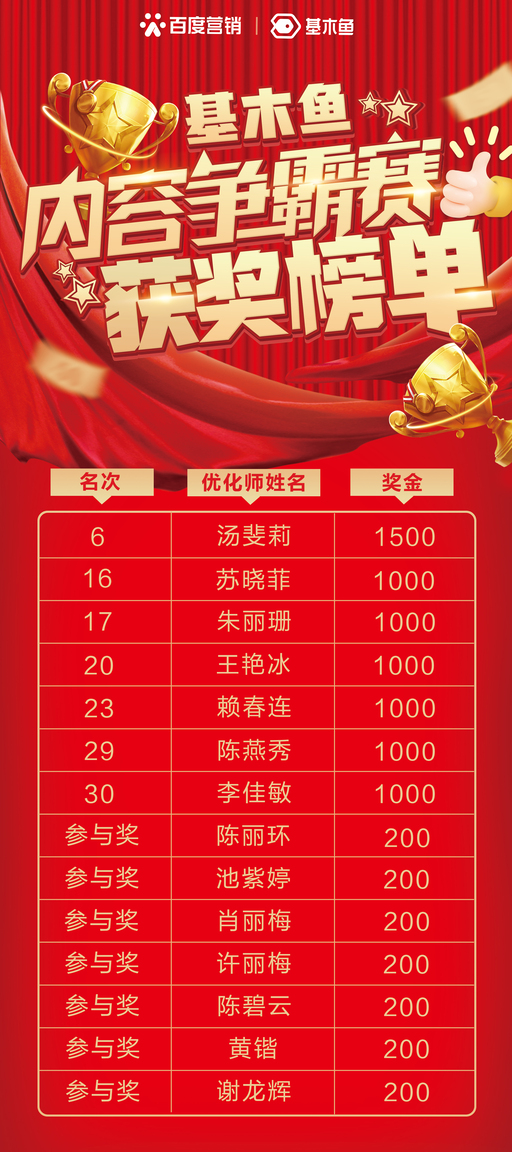 百度营销 | 基木鱼
基木鱼
内容争霸赛
获奖榜单
名次 优化师姓名 奖金
6 汤斐莉 1500
16 苏晓菲 1000
17 朱丽珊 1000
20 王艳冰 1000
23 赖春连 1000
29 陈燕秀 1000
30 李佳敏 1000
参与奖 陈丽环 200
参与奖 池紫婷 200
参与奖 肖丽梅 200
参与奖 许丽梅 200
参与奖 陈碧云 200
参与奖 黄锴 200
参与奖 谢龙辉 200